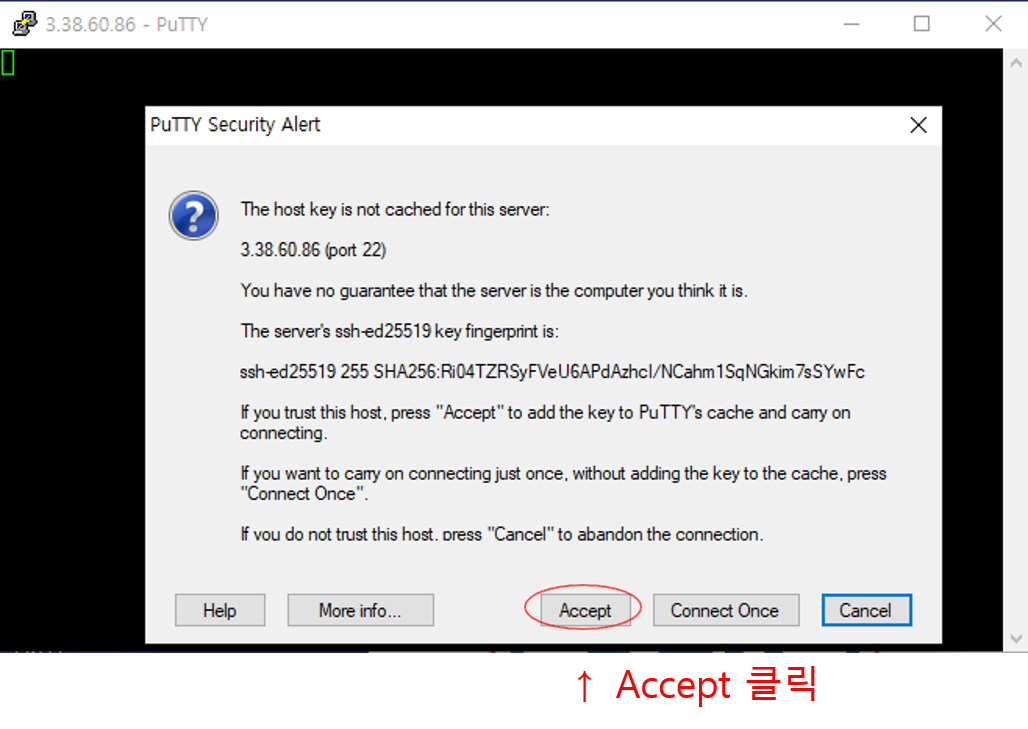 3.38.60.86 - PuTTY
PuTTY Security Alert
The host key is not cached for this server:
3.38.60.86 (port 22)
You have no guarantee that the server is the computer you think it is.
The server's ssh-ed25519 key fingerprint is:
ssh-ed25519 255 SHA256:Ri04TZRSyFVeU6APdAzhcI/NCahm1SqNGkim7sSYwFc
If you trust this host, press "Accept" to add the key to PuTTY's cache and carry on
connecting.
If you want to carry on connecting just once, without adding the key to the cache, press
"Connect Once".
If you do not trust this host, press "Cancel" to abandon the connection.
Help More info... Accept Connect Once Cancel
↑ Accept 클릭